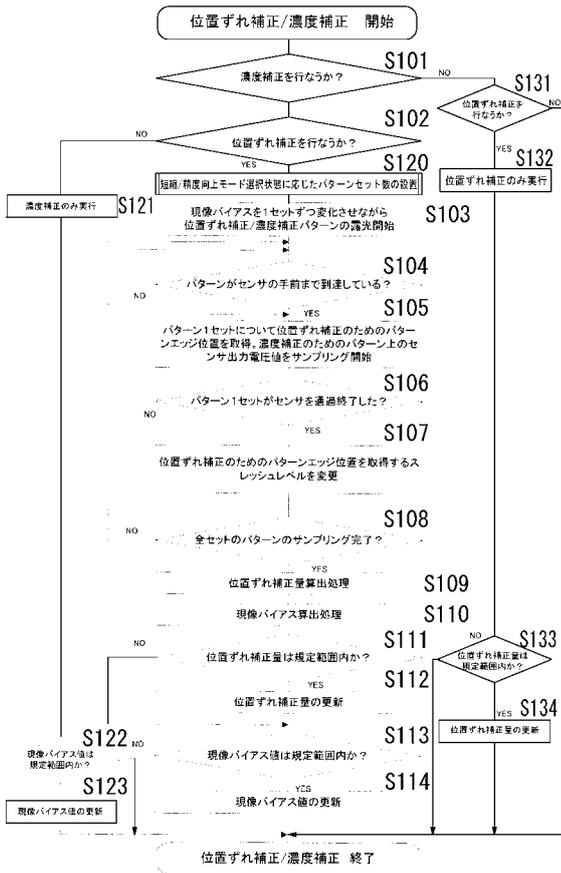 位置ずれ補正/濃度補正 開始
S101
濃度補正を行なうか？
NO
S131
位置ずれ補正を
行なうか？
NO
S102
NO
位置ずれ補正を行なうか？
YES
S120
短縮/精度向上モード選択状態に応じたパターンセット数の設置
YES
S132
位置ずれ補正のみ実行
濃度補正のみ実行
S121
現像バイアスを1セットずつ変化させながら
位置ずれ補正/濃度補正パターンの露光開始
S103
S104
パターンがセンサの手前まで到達している？
NO
YES
S105
パターン1セットについて位置ずれ補正のためのパター
ンエッジ位置を取得。濃度補正のためのパターン上のセ
ンサ出力電圧値をサンプリング開始
S106
パターン1セットがセンサを通過終了した？
NO
YES
S107
位置ずれ補正のためのパターンエッジ位置を取得するス
レッシュレベルを変更
S108
NO
全セットのパターンのサンプリング完了？
YES
位置ずれ補正量算出処理
S109
現像バイアス算出処理
S110
NO
S111
位置ずれ補正量は規定範囲内か？
YES
S112
位置ずれ補正量の更新
NO
S133
位置ずれ補正量は
規定範囲内か？
YES
S134
位置ずれ補正量の更新
S113
現像バイアス値は規定範囲内か？
NO
YES
S114
現像バイアス値の更新
S122
現像バイアス値は
規定範囲内か？
S123
現像バイアス値の更新
位置ずれ補正/濃度補正 終了